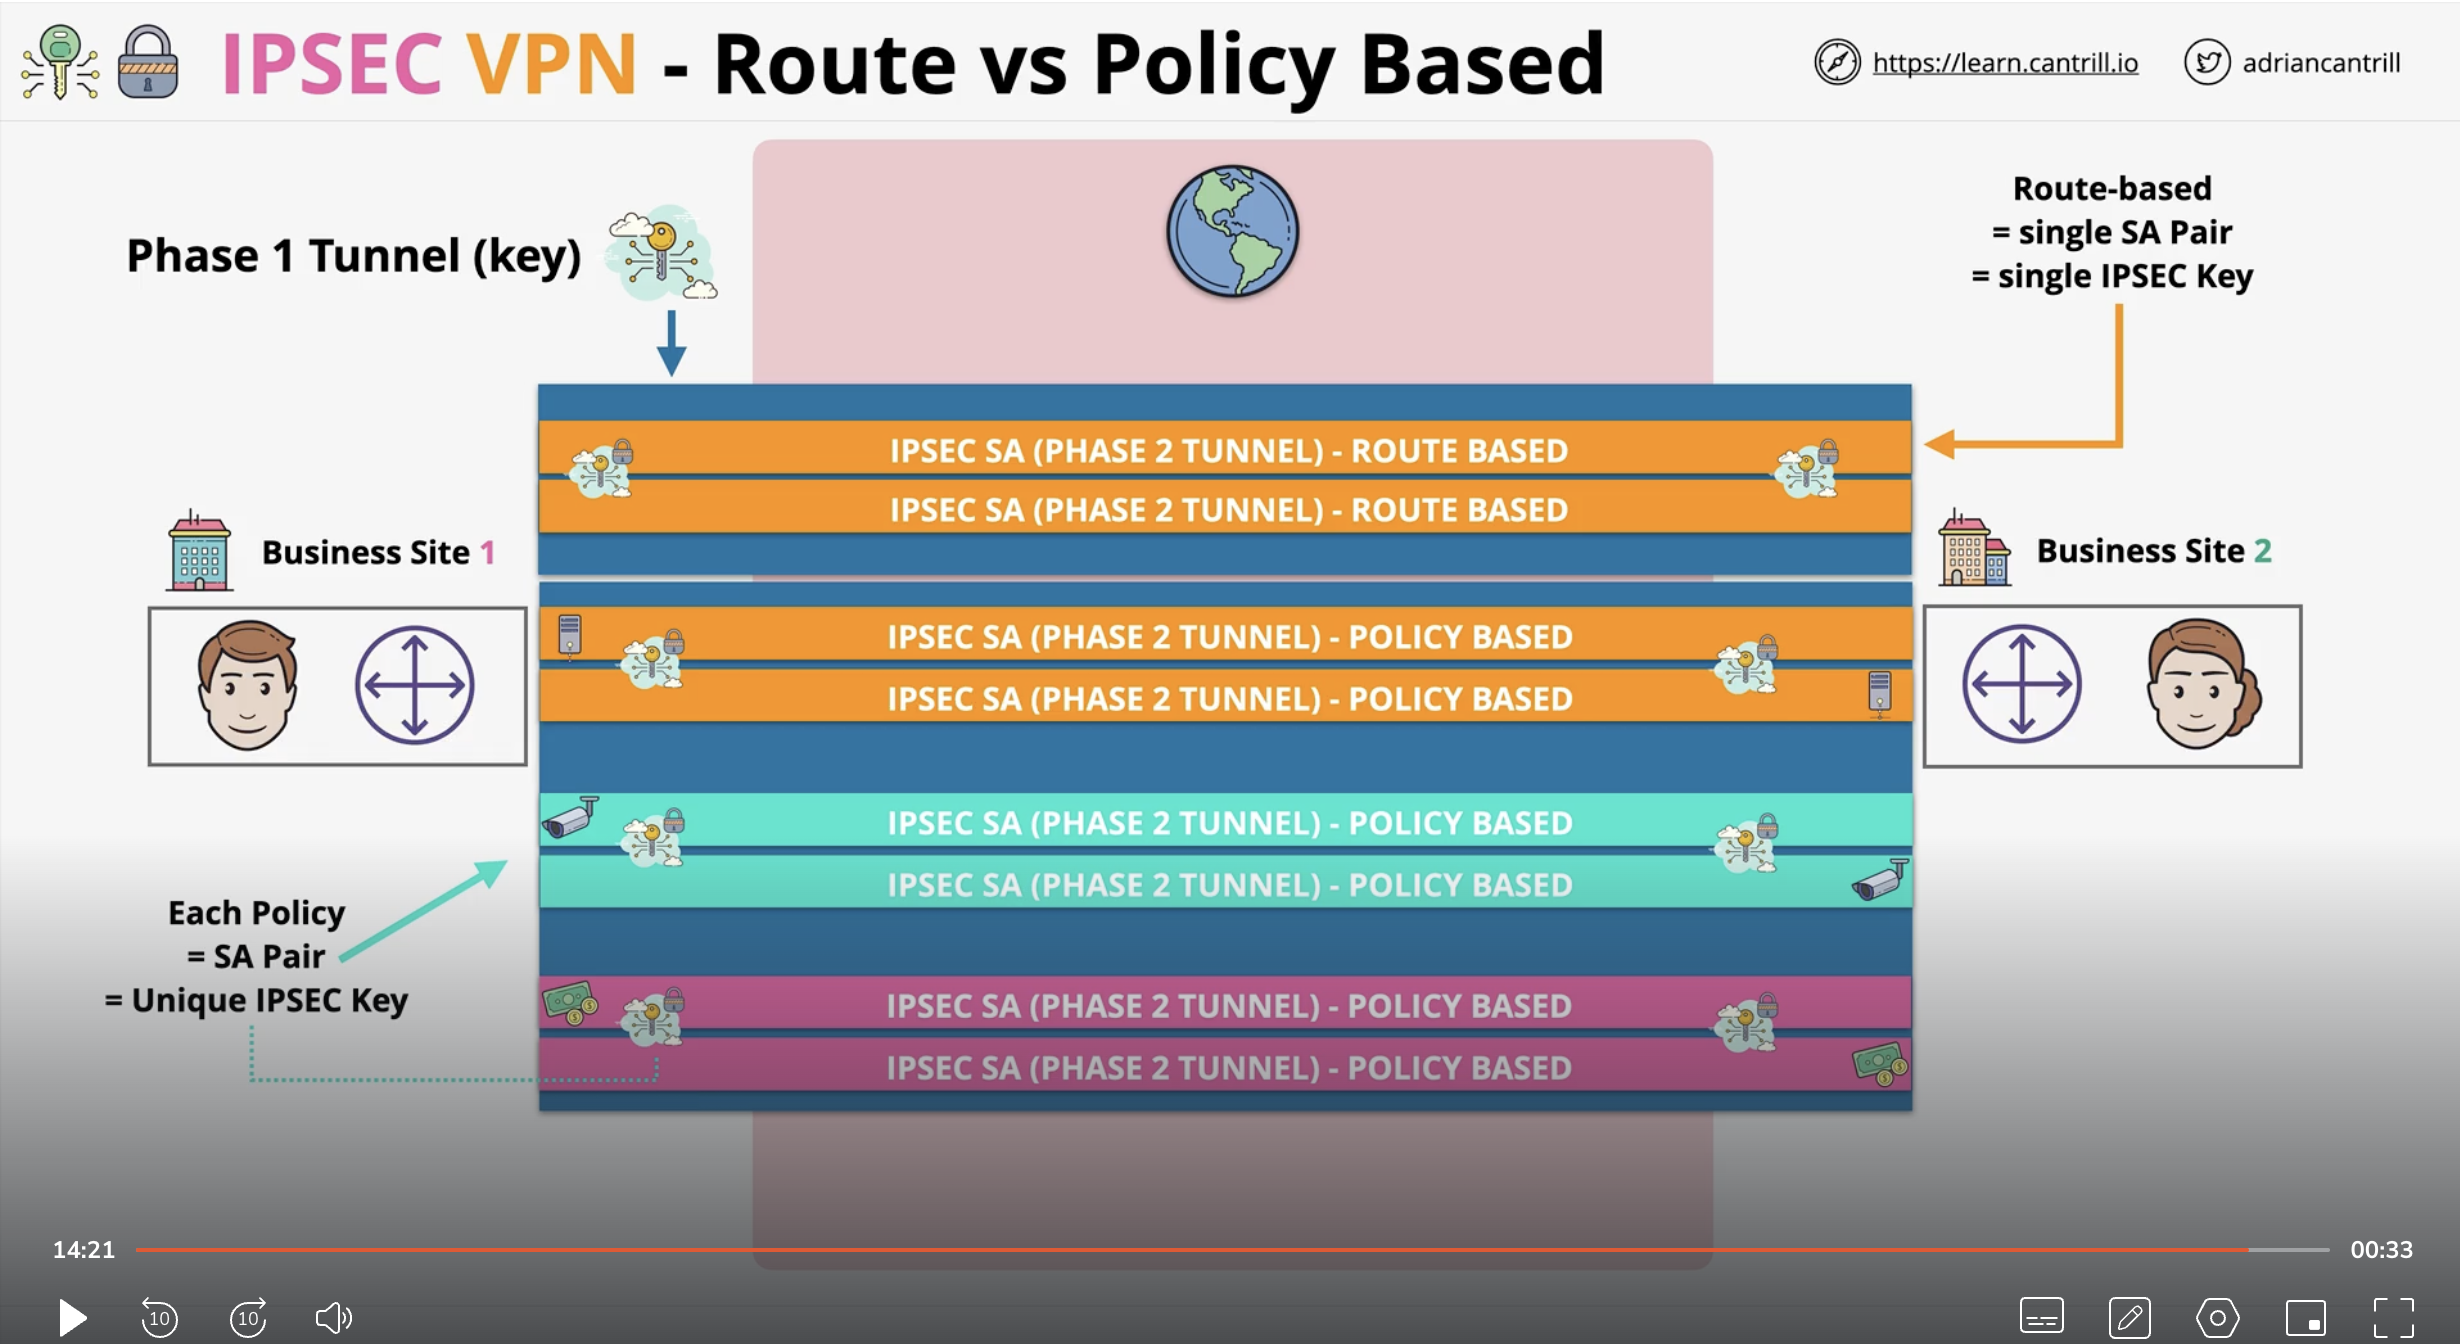 IPSEC VPN - Route vs Policy Based
https://learn.cantrill.io
adriancantrill
Phase 1 Tunnel (key)
Route-based
= single SA Pair
= single IPSEC Key
IPSEC SA (PHASE 2 TUNNEL) - ROUTE BASED
IPSEC SA (PHASE 2 TUNNEL) - ROUTE BASED
Business Site 1
Business Site 2
IPSEC SA (PHASE 2 TUNNEL) - POLICY BASED
IPSEC SA (PHASE 2 TUNNEL) - POLICY BASED
IPSEC SA (PHASE 2 TUNNEL) - POLICY BASED
IPSEC SA (PHASE 2 TUNNEL) - POLICY BASED
Each Policy
= SA Pair
= Unique IPSEC Key
IPSEC SA (PHASE 2 TUNNEL) - POLICY BASED
IPSEC SA (PHASE 2 TUNNEL) - POLICY BASED
14:21
00:33
10
10